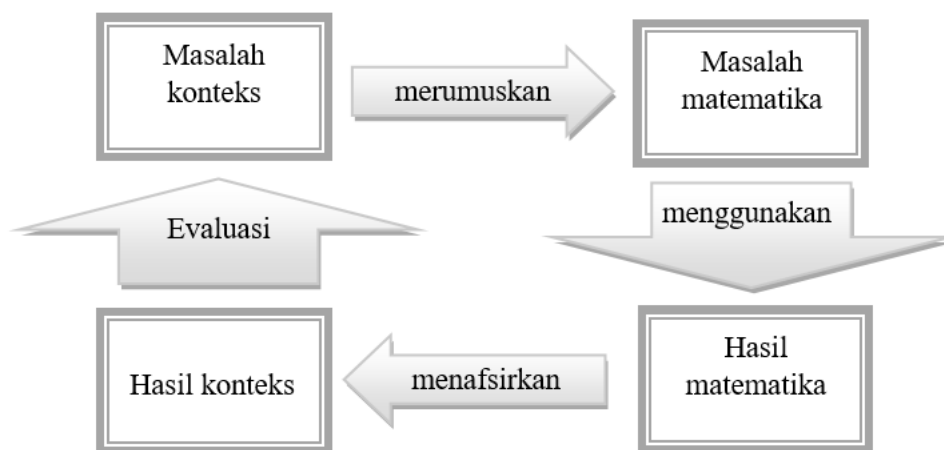 Masalah
konteks
merumuskan
Masalah
matematika
Evaluasi
menggunakan
Hasil konteks
menafsirkan
Hasil
matematika